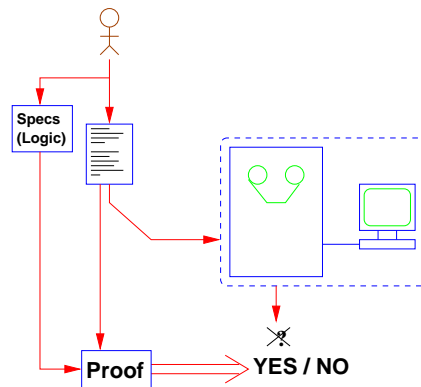 Specs
(Logic)
?
Proof
YES / NO